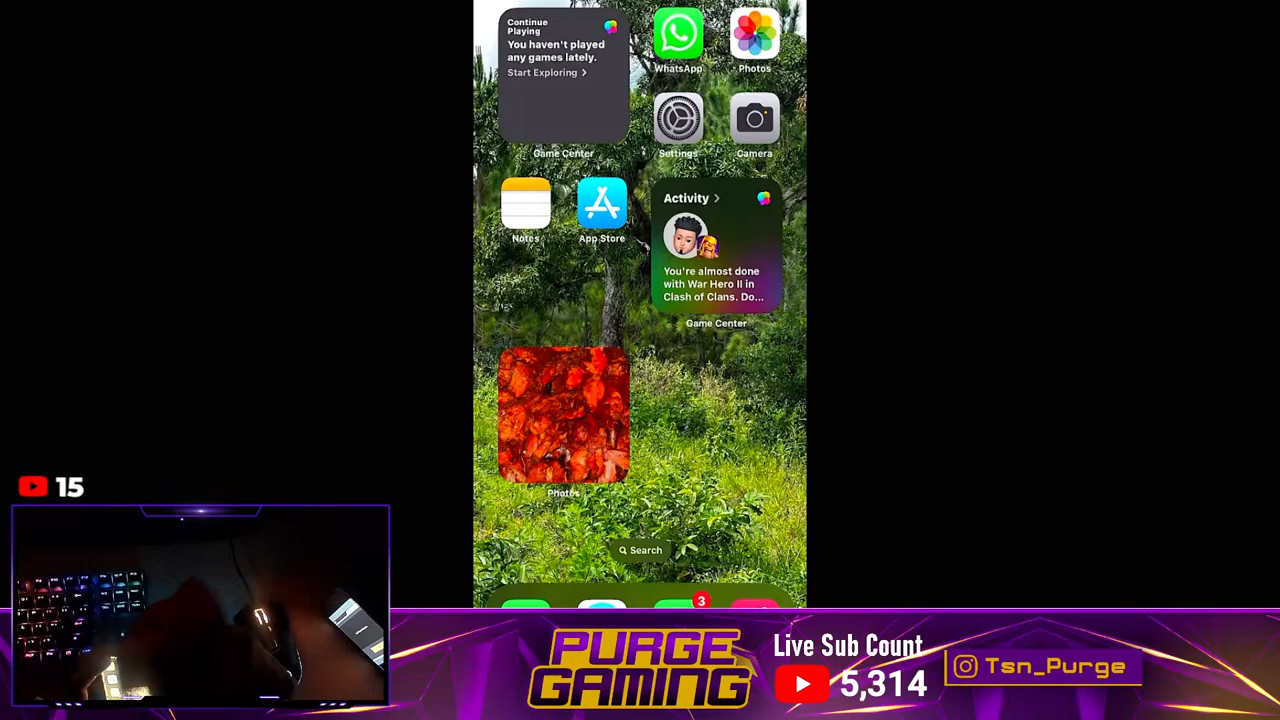 Continue
Playing
You haven't played
any games lately.
Start Exploring >
Game Center
WhatsApp
Photos
Settings
Camera
Notes
App Store
Activity >
You're almost done
with War Hero II in
Clash of Clans. Do...
Game Center
Photos
Search
3
15
PURGE
GAMING
Live Sub Count
5,314
Tsn_Purge